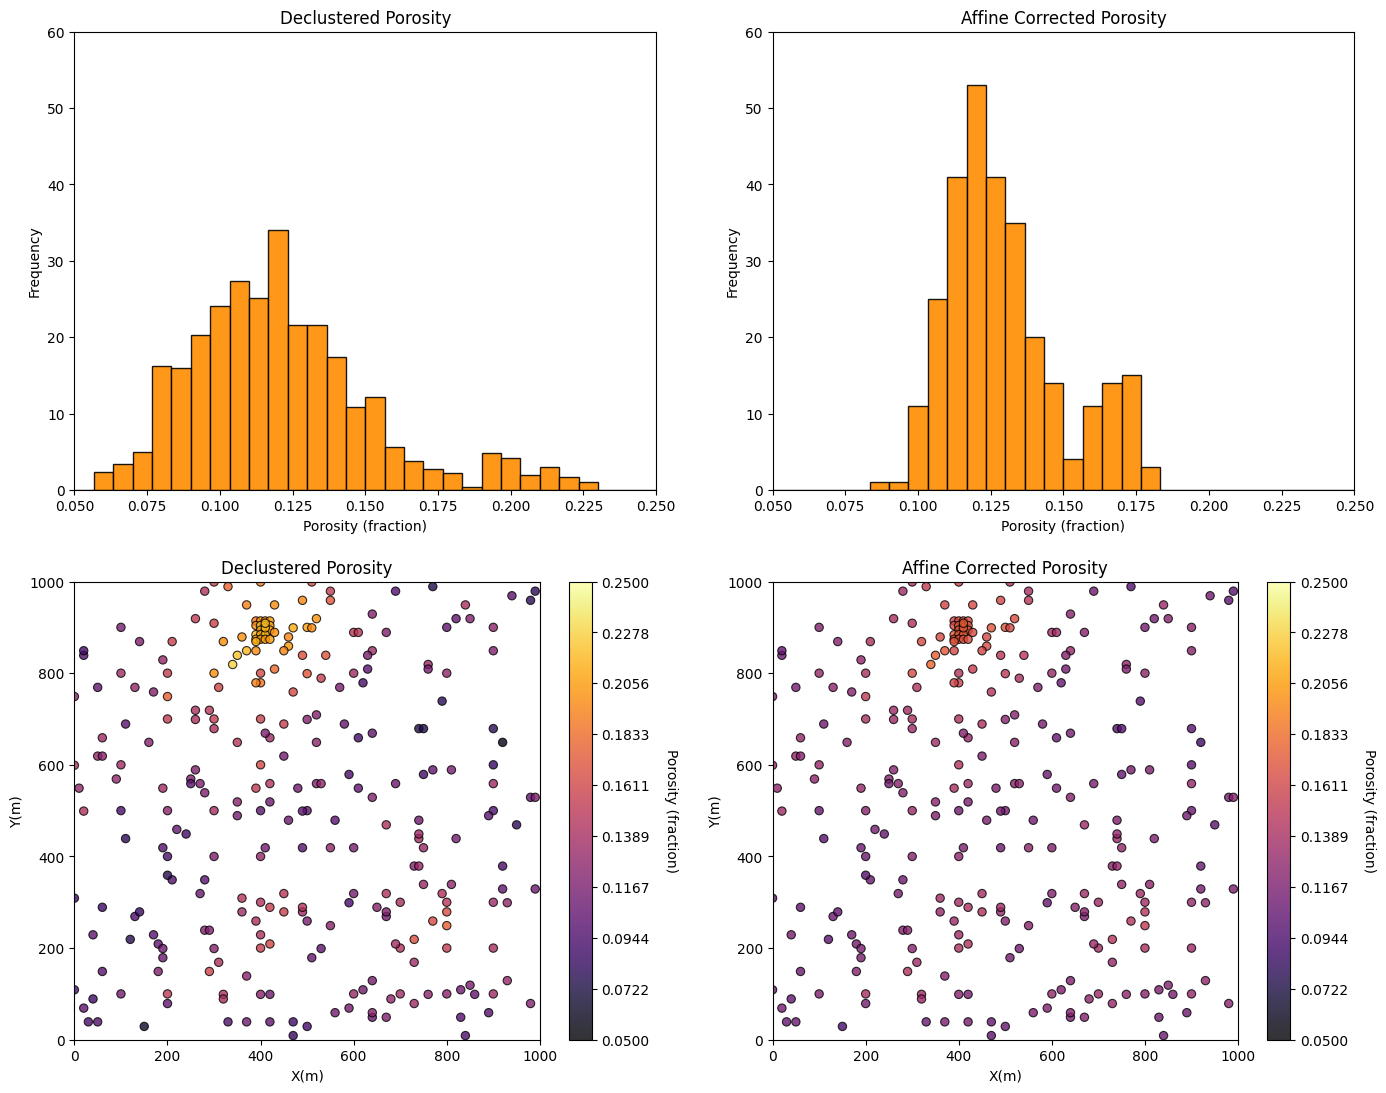 Declustered Porosity
60
50
40
30
20
10
0
Frequency
0.050 0.075 0.100 0.125 0.150 0.175 0.200 0.225 0.250
Porosity (fraction)
Affine Corrected Porosity
60
50
40
30
20
10
0
Frequency
0.050 0.075 0.100 0.125 0.150 0.175 0.200 0.225 0.250
Porosity (fraction)
Declustered Porosity
1000
800
600
400
200
0
Y(m)
0 200 400 600 800 1000
X(m)
0.2500
0.2278
0.2056
0.1833
0.1611
0.1389
0.1167
0.0944
0.0722
0.0500
Porosity (fraction)
Affine Corrected Porosity
1000
800
600
400
200
0
Y(m)
0 200 400 600 800 1000
X(m)
0.2500
0.2278
0.2056
0.1833
0.1611
0.1389
0.1167
0.0944
0.0722
0.0500
Porosity (fraction)